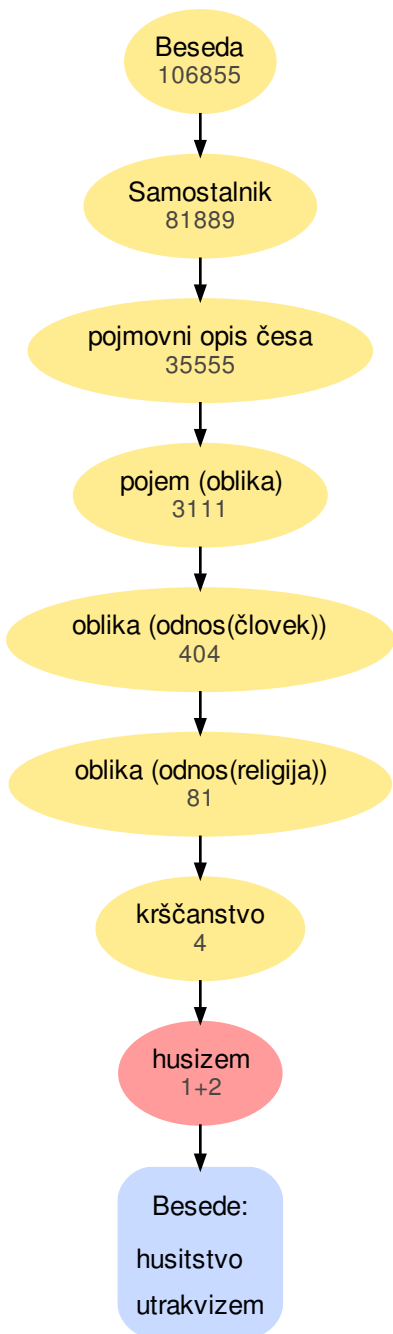 Beseda
106855
Samostalnik
81889
pojmovni opis česa
35555
pojem (oblika)
3111
oblika (odnos(človek))
404
oblika (odnos(religija))
81
krščanstvo
4
husizem
1+2
Besede:
husitstvo
utrakvizem